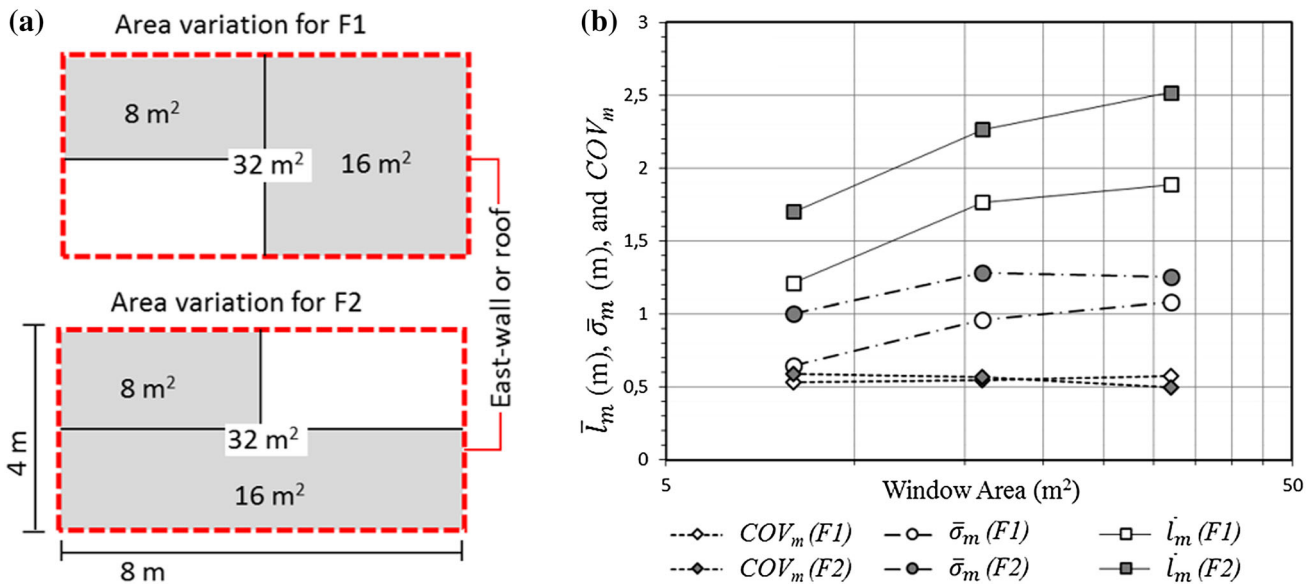 (a)
Area variation for F1
8 m²
32 m²
16 m²
East-wall or roof
Area variation for F2
8 m²
32 m²
16 m²
4 m
8 m
(b)
l̅m (m), σ̅m (m), and COVm
3
2,5
2
1,5
1
0,5
0
5
Window Area (m²)
50
COVm (F1)
σ̅m (F1)
l̇m (F1)
COVm (F2)
σ̅m (F2)
l̇m (F2)